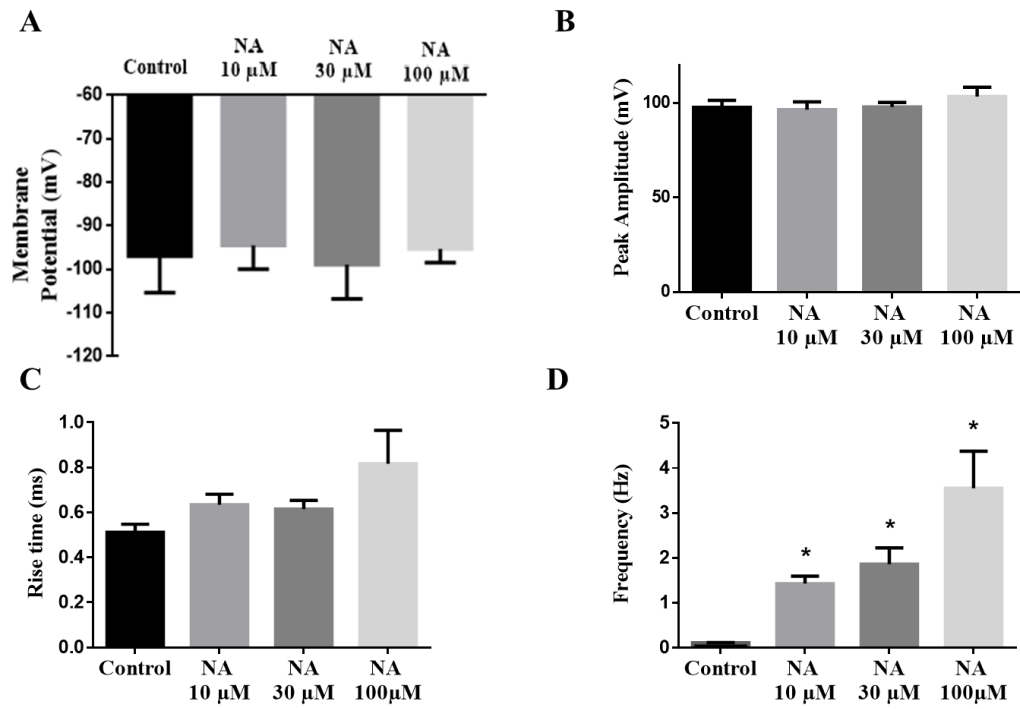 A
Control
NA
10 µM
NA
30 µM
NA
100 µM
-60
-70
-80
-90
-100
-110
-120
Membrane
Potential (mV)
B
Peak Amplitude (mV)
100
50
0
Control
NA
10 µM
NA
30 µM
NA
100 µM
C
Rise time (ms)
1.0
0.8
0.6
0.4
0.2
0.0
Control
NA
10 µM
NA
30 µM
NA
100µM
D
Frequency (Hz)
5
4
3
2
1
0
*
*
*
Control
NA
10 µM
NA
30 µM
NA
100µM